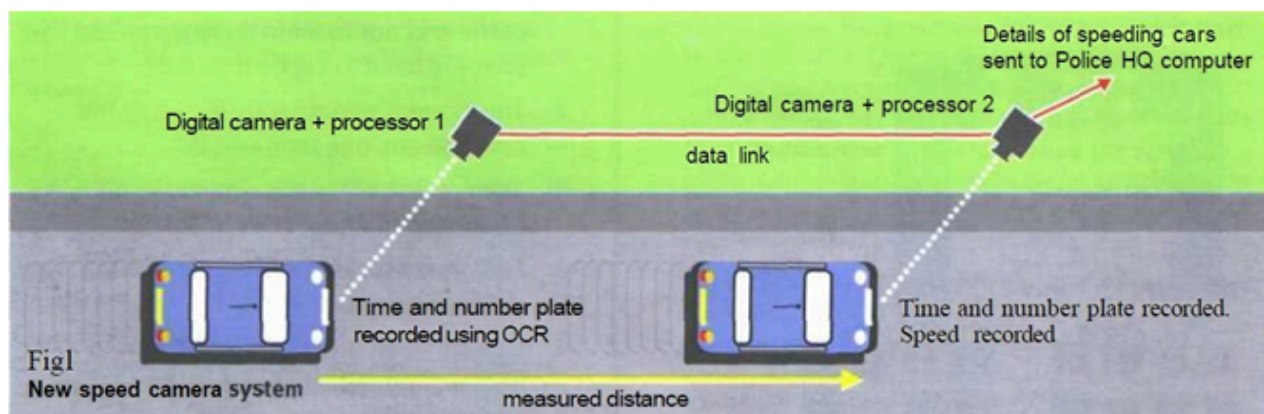 Details of speeding cars
sent to Police HQ computer
Digital camera + processor 1
Digital camera + processor 2
data link
Time and number plate
recorded using OCR
Time and number plate recorded.
Speed recorded
Fig1
New speed camera system
measured distance